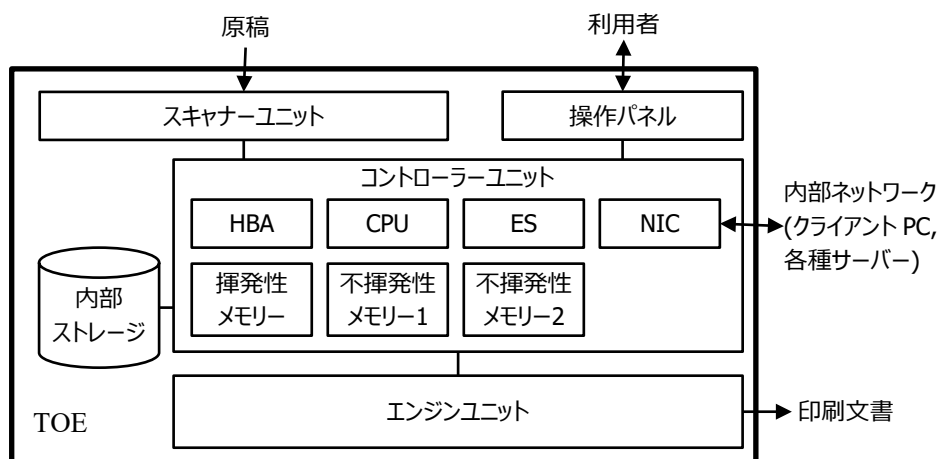 原稿
利用者
スキャナーユニット
操作パネル
コントローラーユニット
HBA
CPU
ES
NIC
内部ネットワーク
(クライアント PC,
各種サーバー)
内部
ストレージ
揮発性
メモリー
不揮発性
メモリー1
不揮発性
メモリー2
エンジンユニット
印刷文書
TOE